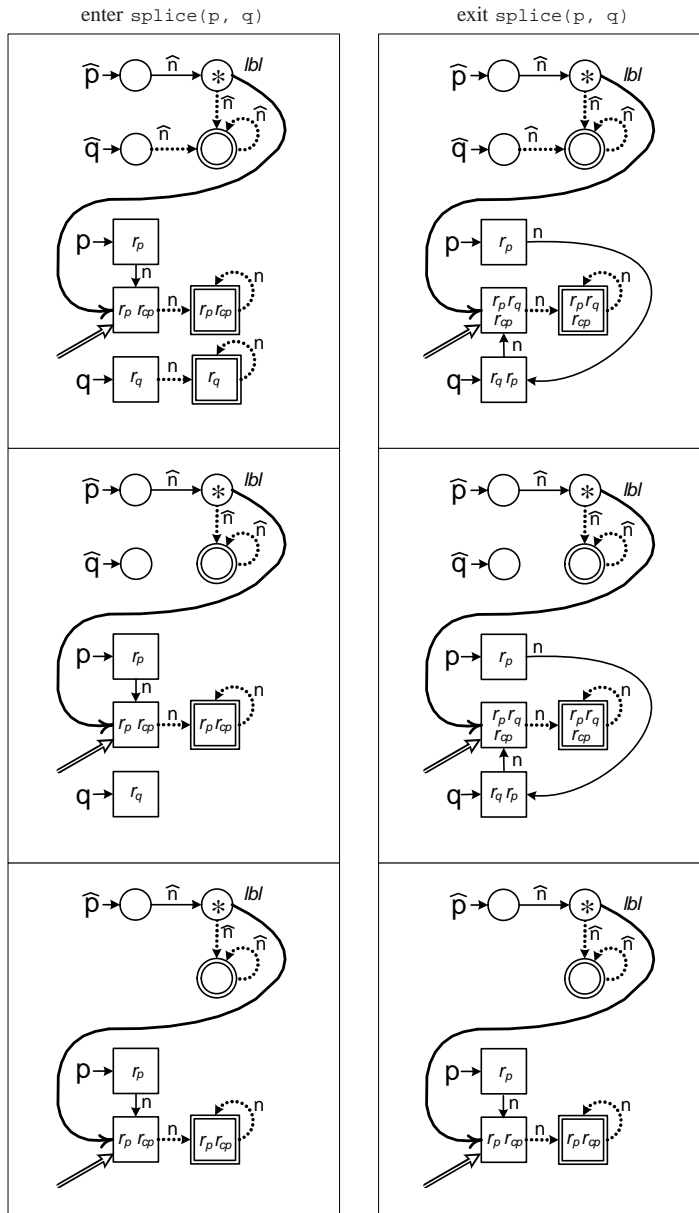 enter splice(p, q) exit splice(p, q)
p̂ n̂ * lbl
n̂ n̂
q̂ n̂
p r_p
n n
r_p r_cp n r_p r_cp
n
q r_q n r_q
p̂ n̂ * lbl
n̂ n̂
q̂ n̂
n
p r_p
n
r_p r_q r_cp n r_p r_q r_cp
n
q r_q r_p
p̂ n̂ * lbl
n̂ n̂
q̂
p r_p
n n
r_p r_cp n r_p r_cp
q r_q
p̂ n̂ * lbl
n̂ n̂
q̂
n
p r_p
n
r_p r_q r_cp n r_p r_q r_cp
n
q r_q r_p
p̂ n̂ * lbl
n̂ n̂
p r_p
n n
r_p r_cp n r_p r_cp
p̂ n̂ * lbl
n̂ n̂
p r_p
n n
r_p r_cp n r_p r_cp